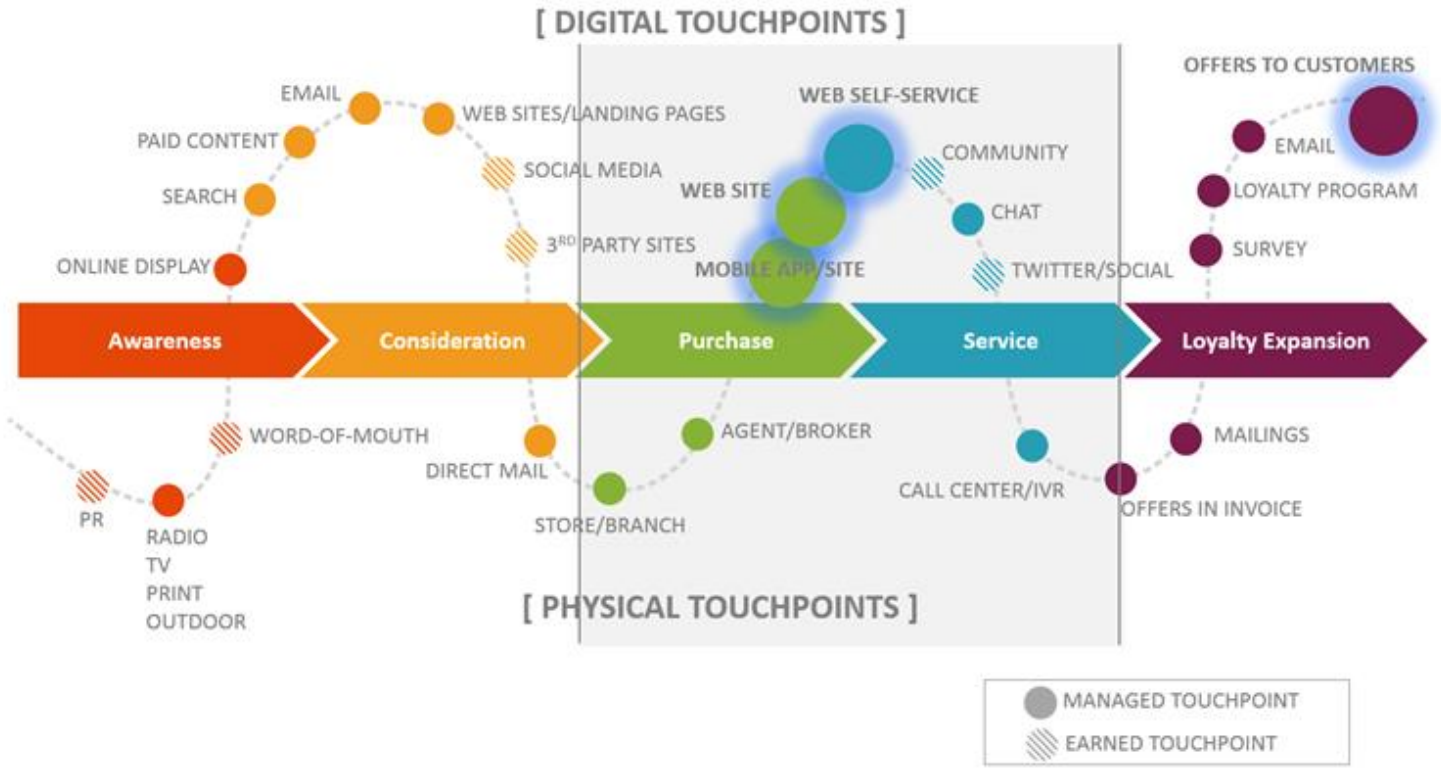 [ DIGITAL TOUCHPOINTS ]
OFFERS TO CUSTOMERS
EMAIL
WEB SELF-SERVICE
WEB SITES/LANDING PAGES
PAID CONTENT
EMAIL
COMMUNITY
SOCIAL MEDIA
WEB SITE
LOYALTY PROGRAM
SEARCH
CHAT
3RD PARTY SITES
SURVEY
ONLINE DISPLAY
MOBILE APP/SITE
TWITTER/SOCIAL
Awareness
Consideration
Purchase
Service
Loyalty Expansion
WORD-OF-MOUTH
AGENT/BROKER
MAILINGS
DIRECT MAIL
CALL CENTER/IVR
OFFERS IN INVOICE
PR
STORE/BRANCH
RADIO
TV
PRINT
OUTDOOR
[ PHYSICAL TOUCHPOINTS ]
MANAGED TOUCHPOINT
EARNED TOUCHPOINT